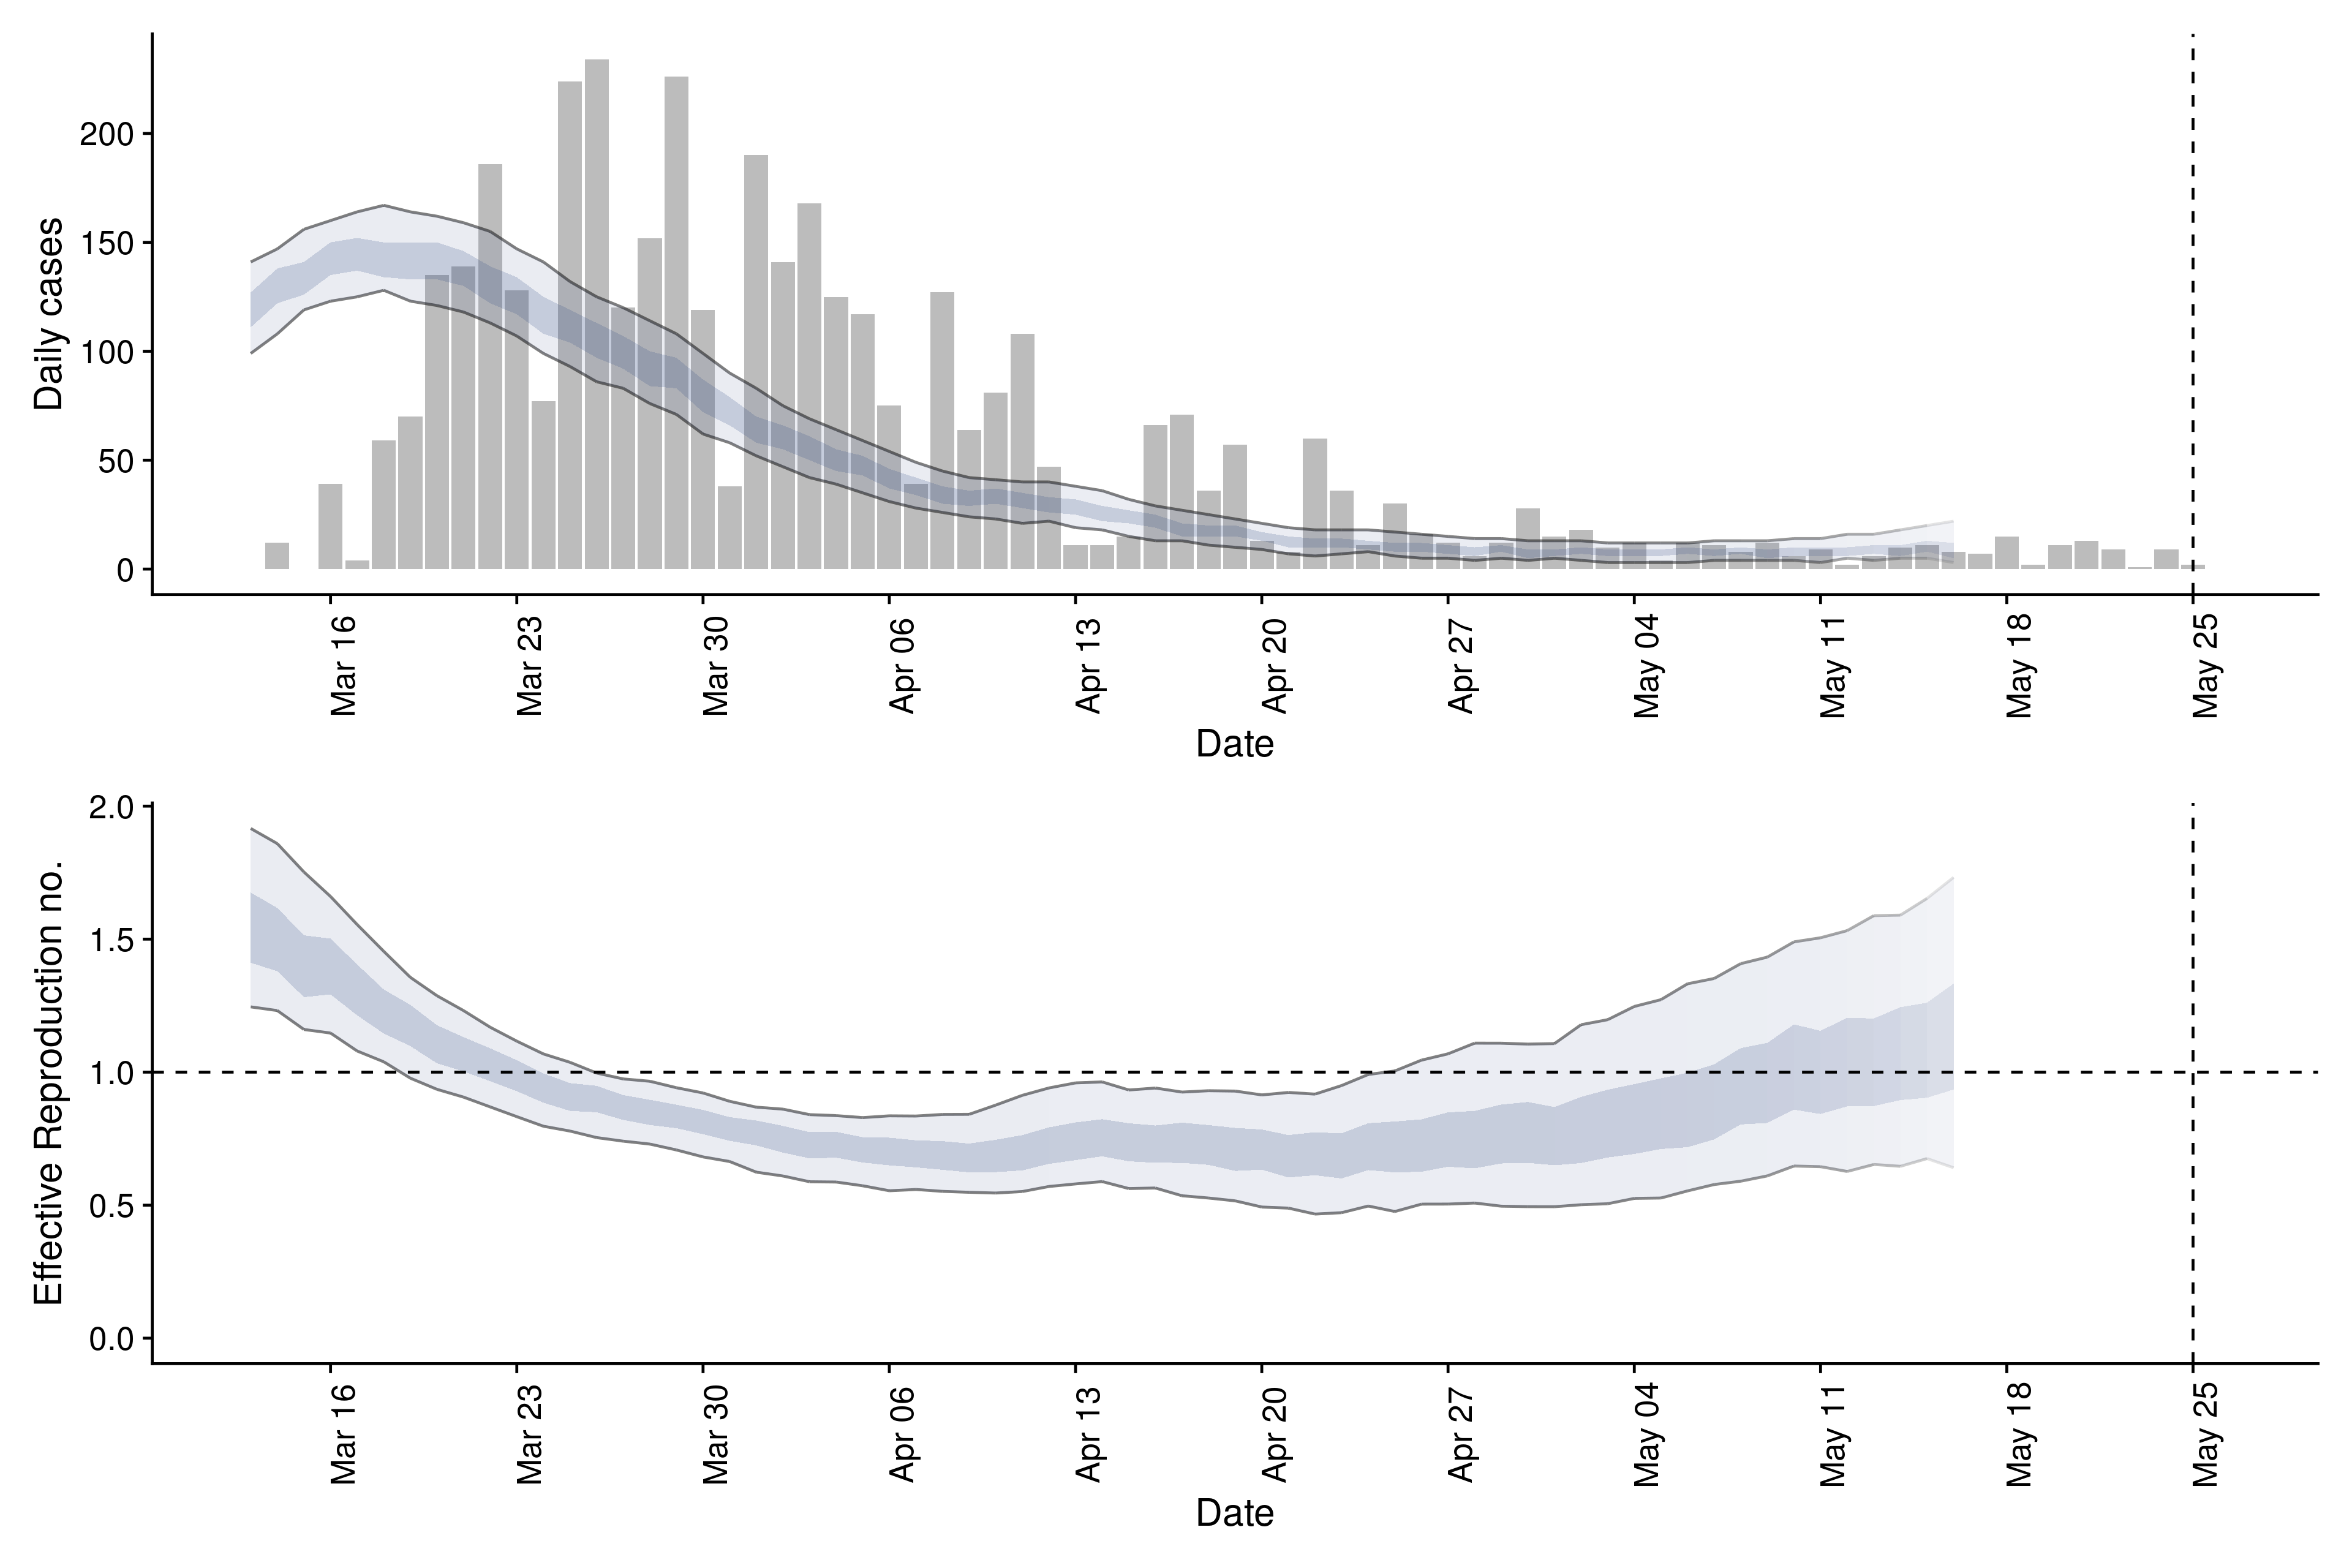 Daily cases
200
150
100
50
0
Mar 16
Mar 23
Mar 30
Apr 06
Apr 13
Apr 20
Apr 27
May 04
May 11
May 18
May 25
Date
Effective Reproduction no.
2.0
1.5
1.0
0.5
0.0
Mar 16
Mar 23
Mar 30
Apr 06
Apr 13
Apr 20
Apr 27
May 04
May 11
May 18
May 25
Date